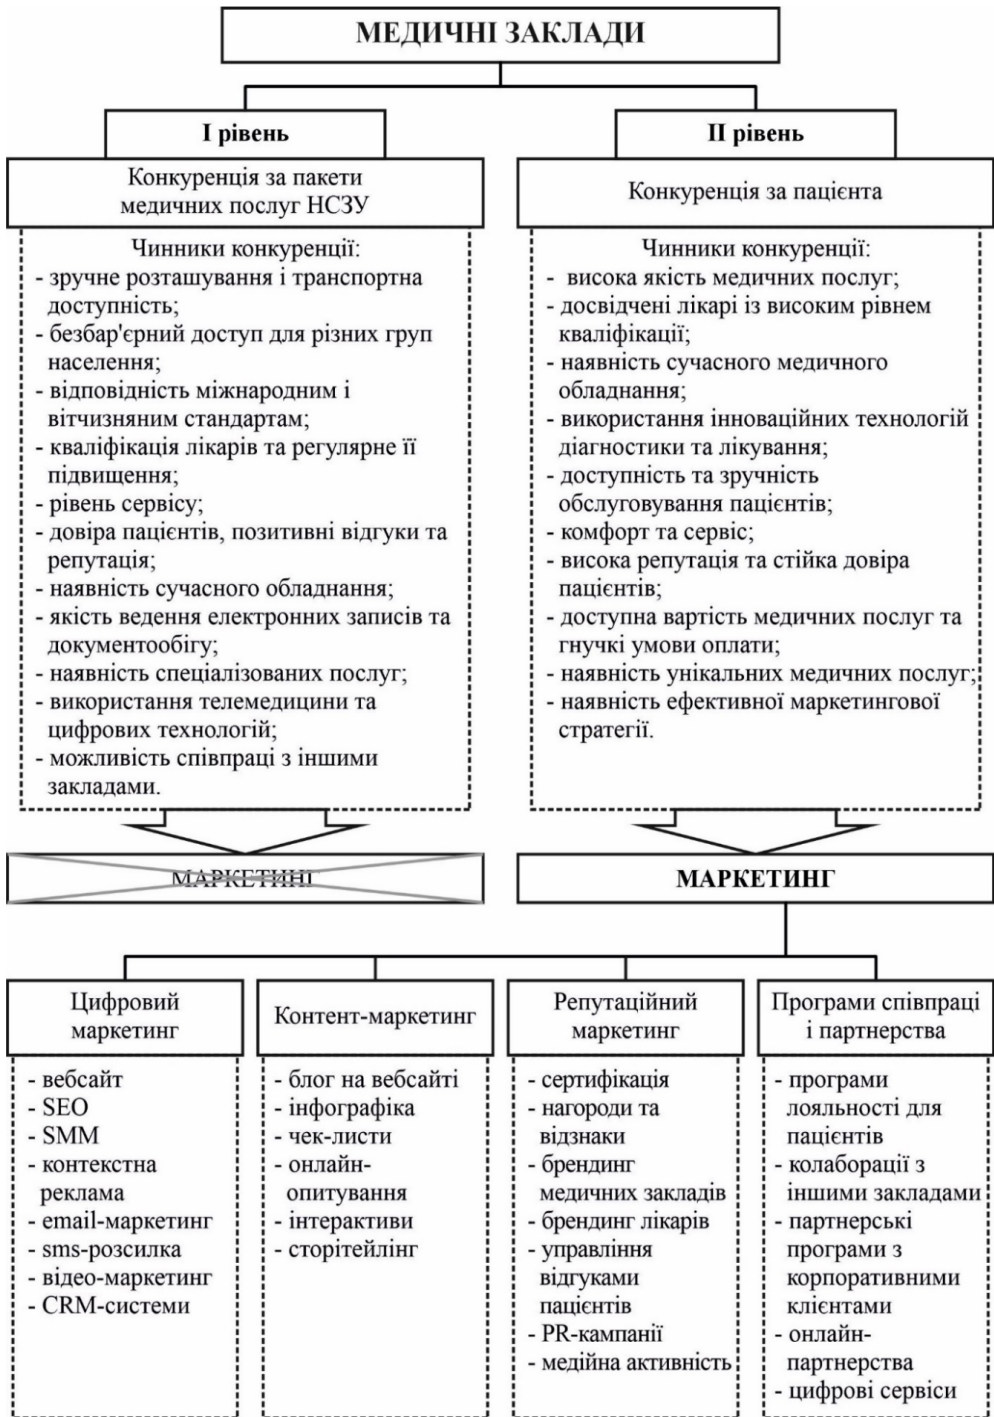 МЕДИЧНІ ЗАКЛАДИ
І рівень
Конкуренція за пакети
медичних послуг НСЗУ
Чинники конкуренції:
- зручне розташування і транспортна
доступність;
- безбар'єрний доступ для різних груп
населення;
- відповідність міжнародним і
вітчизняним стандартам;
- кваліфікація лікарів та регулярне її
підвищення;
- рівень сервісу;
- довіра пацієнтів, позитивні відгуки та
репутація;
- наявність сучасного обладнання;
- якість ведення електронних записів та
документообігу;
- наявність спеціалізованих послуг;
- використання телемедицини та
цифрових технологій;
- можливість співпраці з іншими
закладами.
МАРКЕТИНГ
ІІ рівень
Конкуренція за пацієнта
Чинники конкуренції:
- висока якість медичних послуг;
- досвідчені лікарі із високим рівнем
кваліфікації;
- наявність сучасного медичного
обладнання;
- використання інноваційних технологій
діагностики та лікування;
- доступність та зручність
обслуговування пацієнтів;
- комфорт та сервіс;
- висока репутація та стійка довіра
пацієнтів;
- доступна вартість медичних послуг та
гнучкі умови оплати;
- наявність унікальних медичних послуг;
- наявність ефективної маркетингової
стратегії.
МАРКЕТИНГ
Цифровий
маркетинг
- вебсайт
- SEO
- SMM
- контекстна
реклама
- email-маркетинг
- sms-розсилка
- відео-маркетинг
- CRM-системи
Контент-маркетинг
- блог на вебсайті
- інфографіка
- чек-листи
- онлайн-
опитування
- інтерактиви
- сторітейлінг
Репутаційний
маркетинг
- сертифікація
- нагороди та
відзнаки
- брендинг
медичних закладів
- брендинг лікарів
- управління
відгуками
пацієнтів
- PR-кампанії
- медійна активність
Програми співпраці
і партнерства
- програми
лояльності для
пацієнтів
- колаборації з
іншими закладами
- партнерські
програми з
корпоративними
клієнтами
- онлайн-
партнерства
- цифрові сервіси